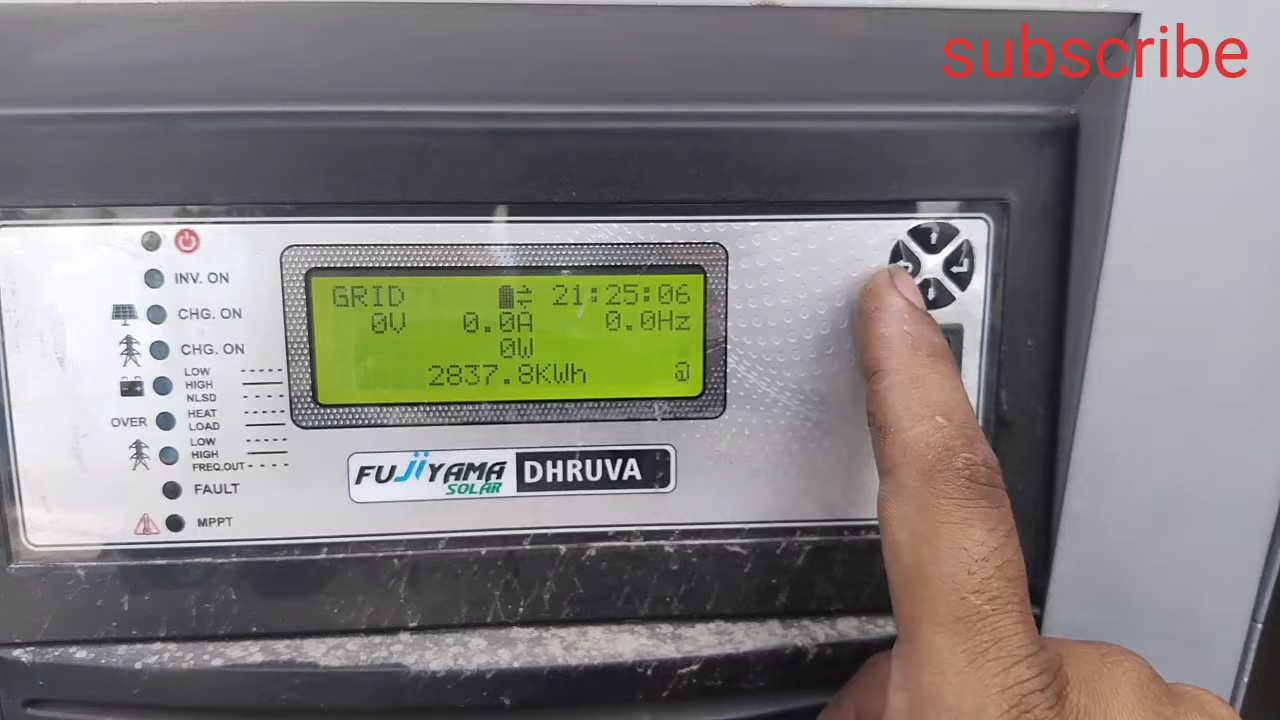 subscribe
INV. ON
CHG. ON
CHG. ON
LOW
HIGH
NLSD
OVER
HEAT
LOAD
LOW
HIGH
FREQ.OUT
FAULT
MPPT
GRID 21:25:06
0V 0.0A 0.0Hz
0W
2837.8KWh @
FUJIYAMA
SOLAR
DHRUVA